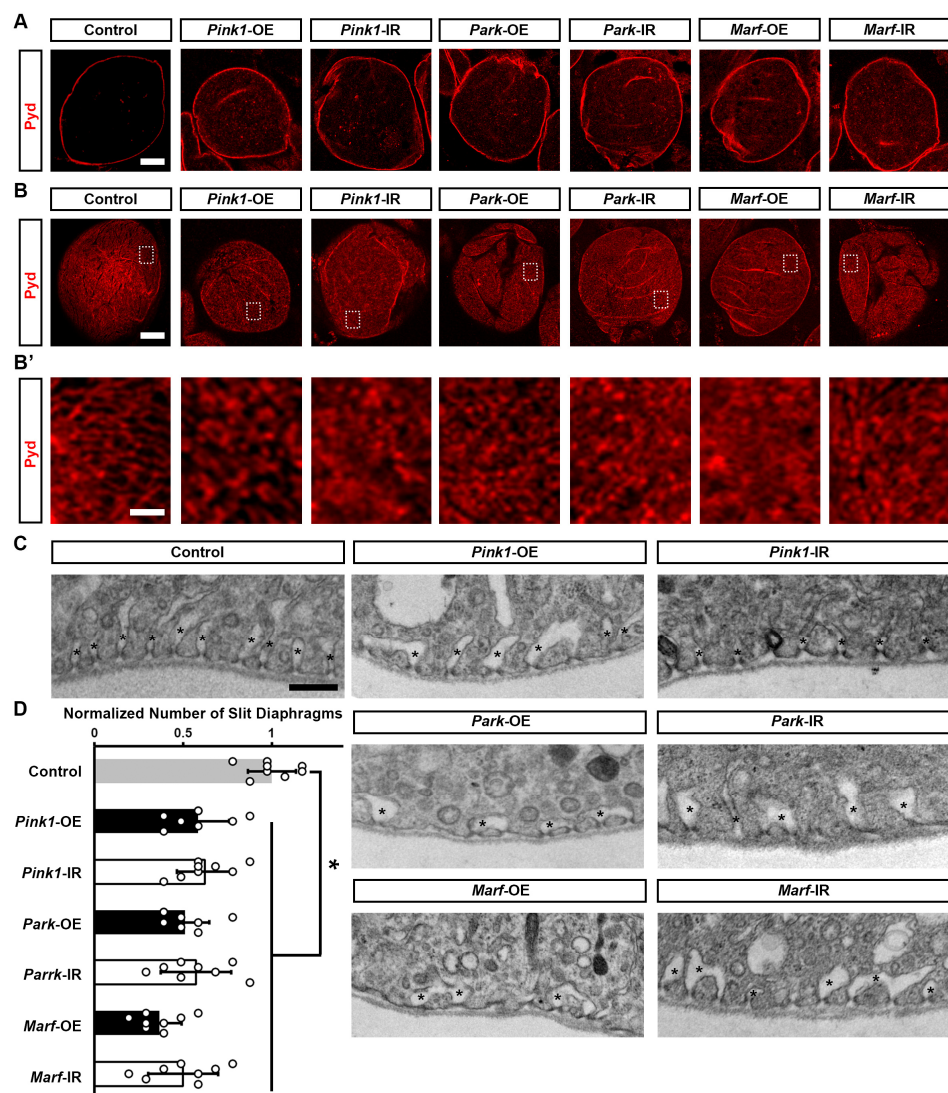 A
Control
Pink1-OE
Pink1-IR
Park-OE
Park-IR
Marf-OE
Marf-IR
Pyd
B
Control
Pink1-OE
Pink1-IR
Park-OE
Park-IR
Marf-OE
Marf-IR
Pyd
B'
Pyd
C
Control
Pink1-OE
Pink1-IR
* * * * * * * * * *
* * * * * *
* * * * * *
D
Normalized Number of Slit Diaphragms
0 0.5 1
Control
Pink1-OE
Pink1-IR
Park-OE
Parrk-IR
Marf-OE
Marf-IR
*
Park-OE
Park-IR
* * * *
* * * * *
Marf-OE
Marf-IR
* * *
* * * * * *